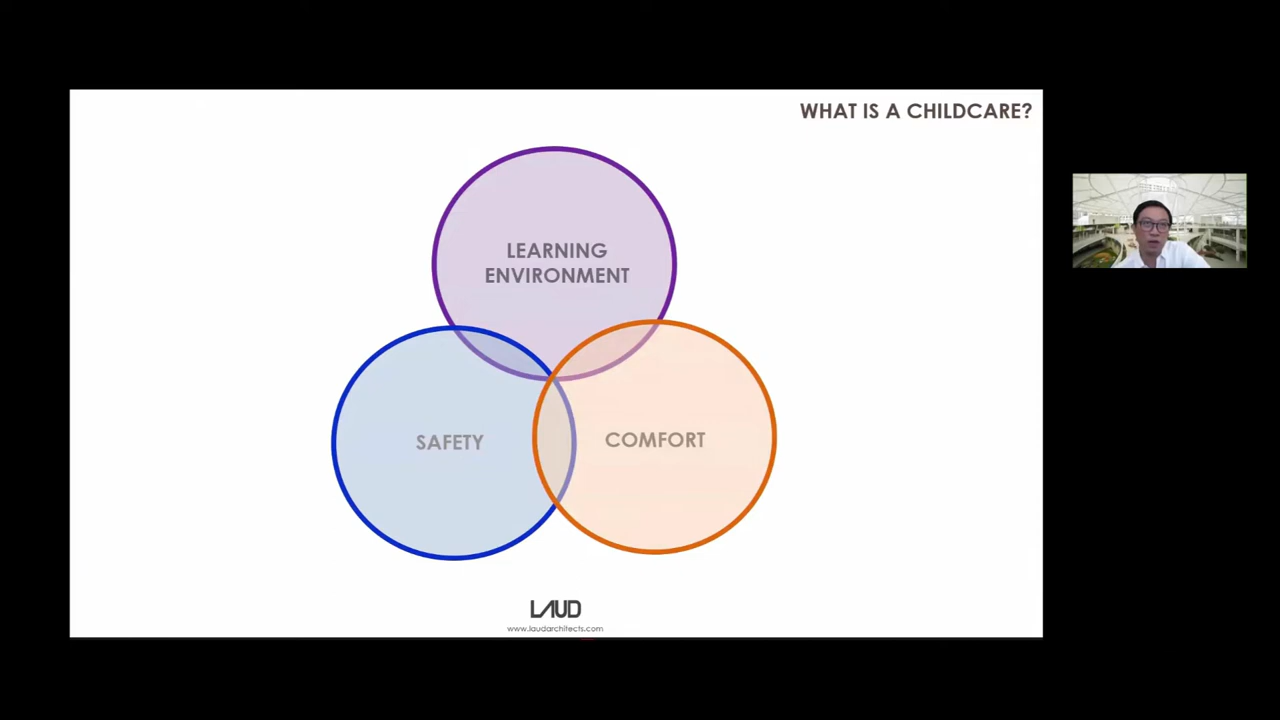 WHAT IS A CHILDCARE?
LEARNING
ENVIRONMENT
SAFETY
COMFORT
LAUD
www.laudarchitects.com